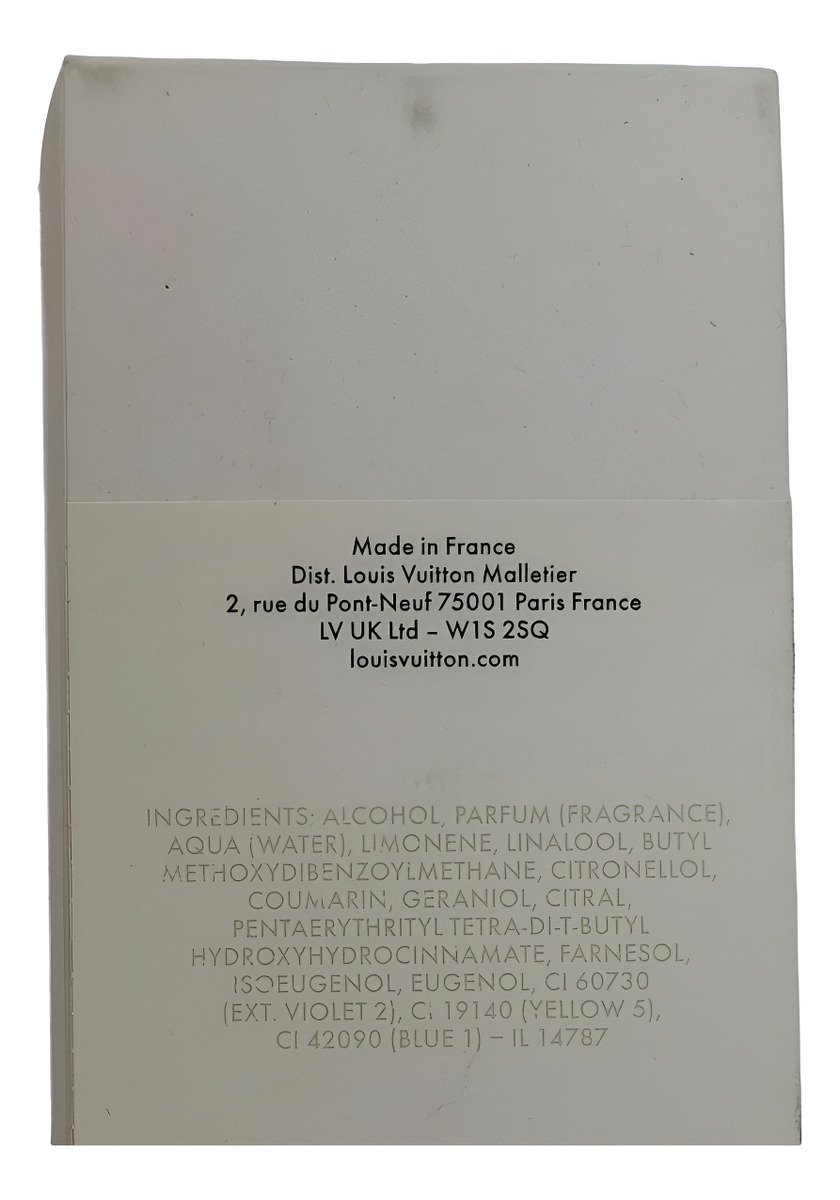 Made in France
Dist. Louis Vuitton Malletier
2, rue du Pont-Neuf 75001 Paris France
LV UK Ltd – W1S 2SQ
louisvuitton.com
INGREDIENTS: ALCOHOL, PARFUM (FRAGRANCE),
AQUA (WATER), LIMONENE, LINALOOL, BUTYL
METHOXYDIBENZOYLMETHANE, CITRONELLOL,
COUMARIN, GERANIOL, CITRAL,
PENTAERYTHRITYL TETRA-DI-T-BUTYL
HYDROXYHYDROCINNAMATE, FARNESOL,
ISOEUGENOL, EUGENOL, CI 60730
(EXT. VIOLET 2), CI 19140 (YELLOW 5),
CI 42090 (BLUE 1) – IL 14787